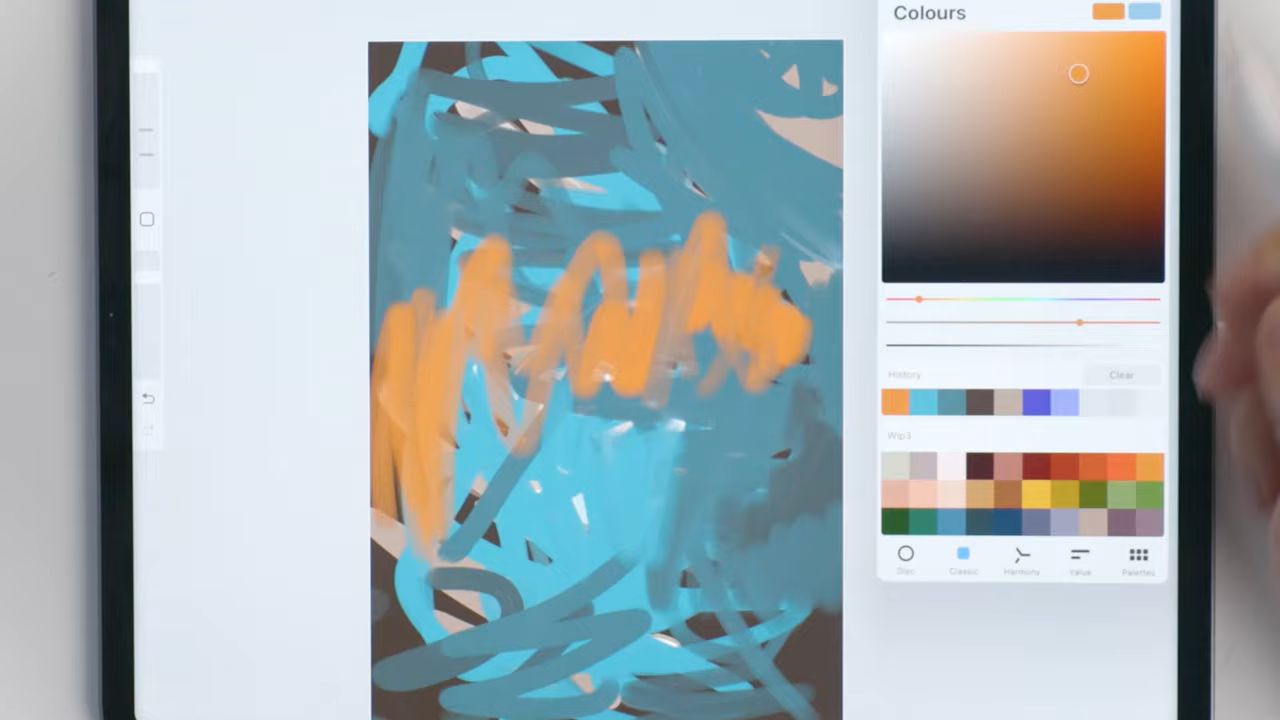 Colours
History
Clear
Wip3
Disc
Classic
Harmony
Value
Palettes